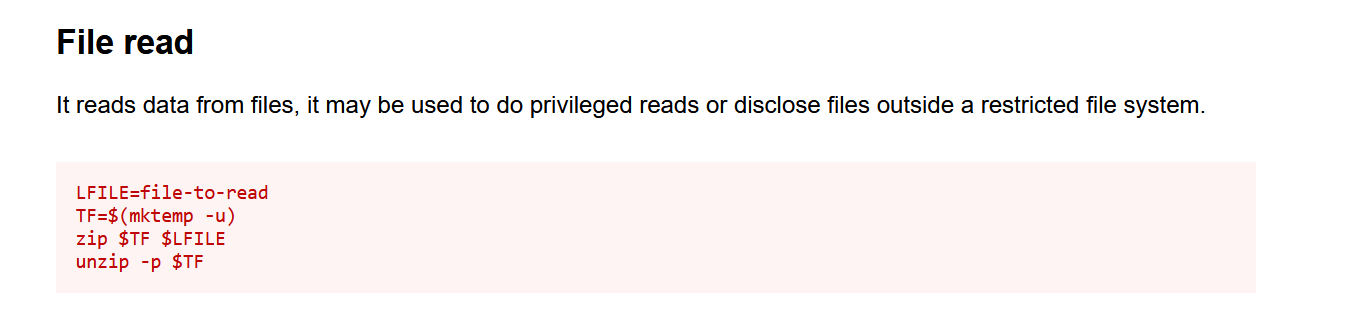 File read
It reads data from files, it may be used to do privileged reads or disclose files outside a restricted file system.
LFILE=file-to-read
TF=$(mktemp -u)
zip $TF $LFILE
unzip -p $TF